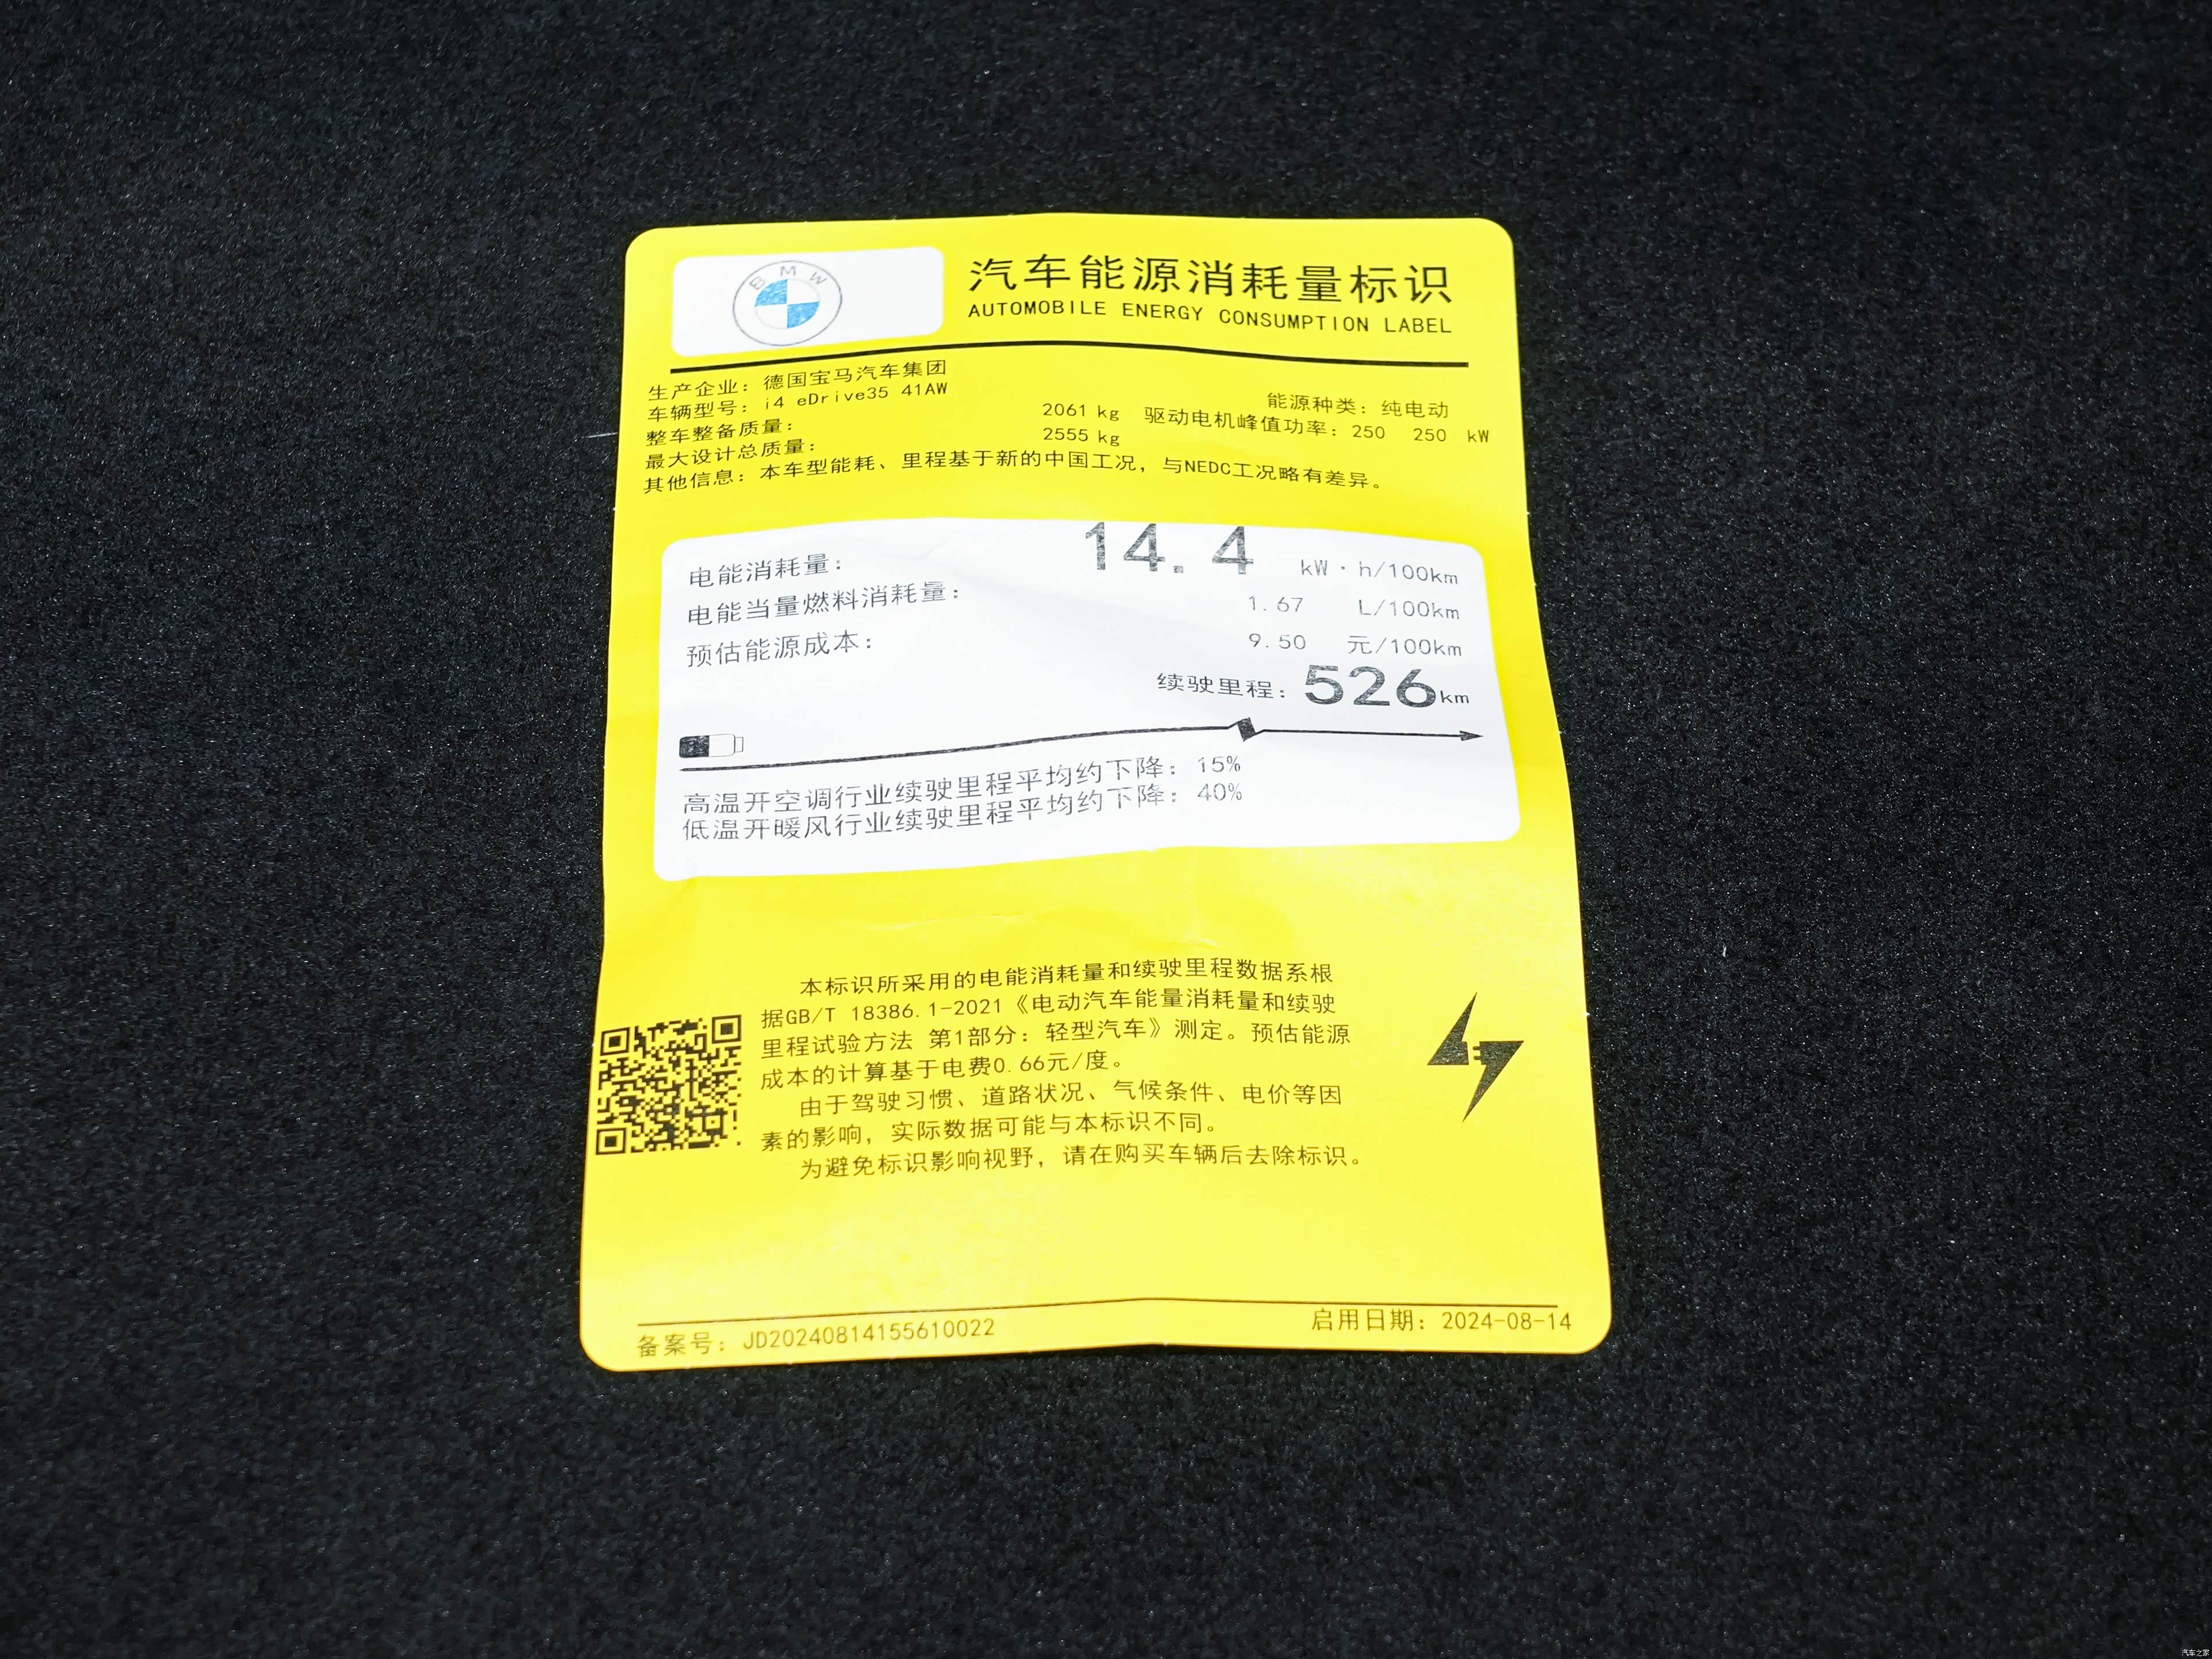 BMW
汽车能源消耗量标识
AUTOMOBILE ENERGY CONSUMPTION LABEL
生产企业：德国宝马汽车集团
车辆型号：i4 eDrive35 41AW 能源种类：纯电动
整车整备质量： 2061 kg 驱动电机峰值功率：250 250 kW
最大设计总质量： 2555 kg
其他信息：本车型能耗、里程基于新的中国工况，与NEDC工况略有差异。
电能消耗量： 14.4 kW·h/100km
电能当量燃料消耗量： 1.67 L/100km
预估能源成本： 9.50 元/100km
续驶里程：526km
高温开空调行业续驶里程平均约下降：15%
低温开暖风行业续驶里程平均约下降：40%
本标识所采用的电能消耗量和续驶里程数据系根
据GB/T 18386.1-2021《电动汽车能量消耗量和续驶
里程试验方法 第1部分：轻型汽车》测定。预估能源
成本的计算基于电费0.66元/度。
由于驾驶习惯、道路状况、气候条件、电价等因
素的影响，实际数据可能与本标识不同。
为避免标识影响视野，请在购买车辆后去除标识。
备案号：JD20240814155610022 启用日期：2024-08-14
汽车之家